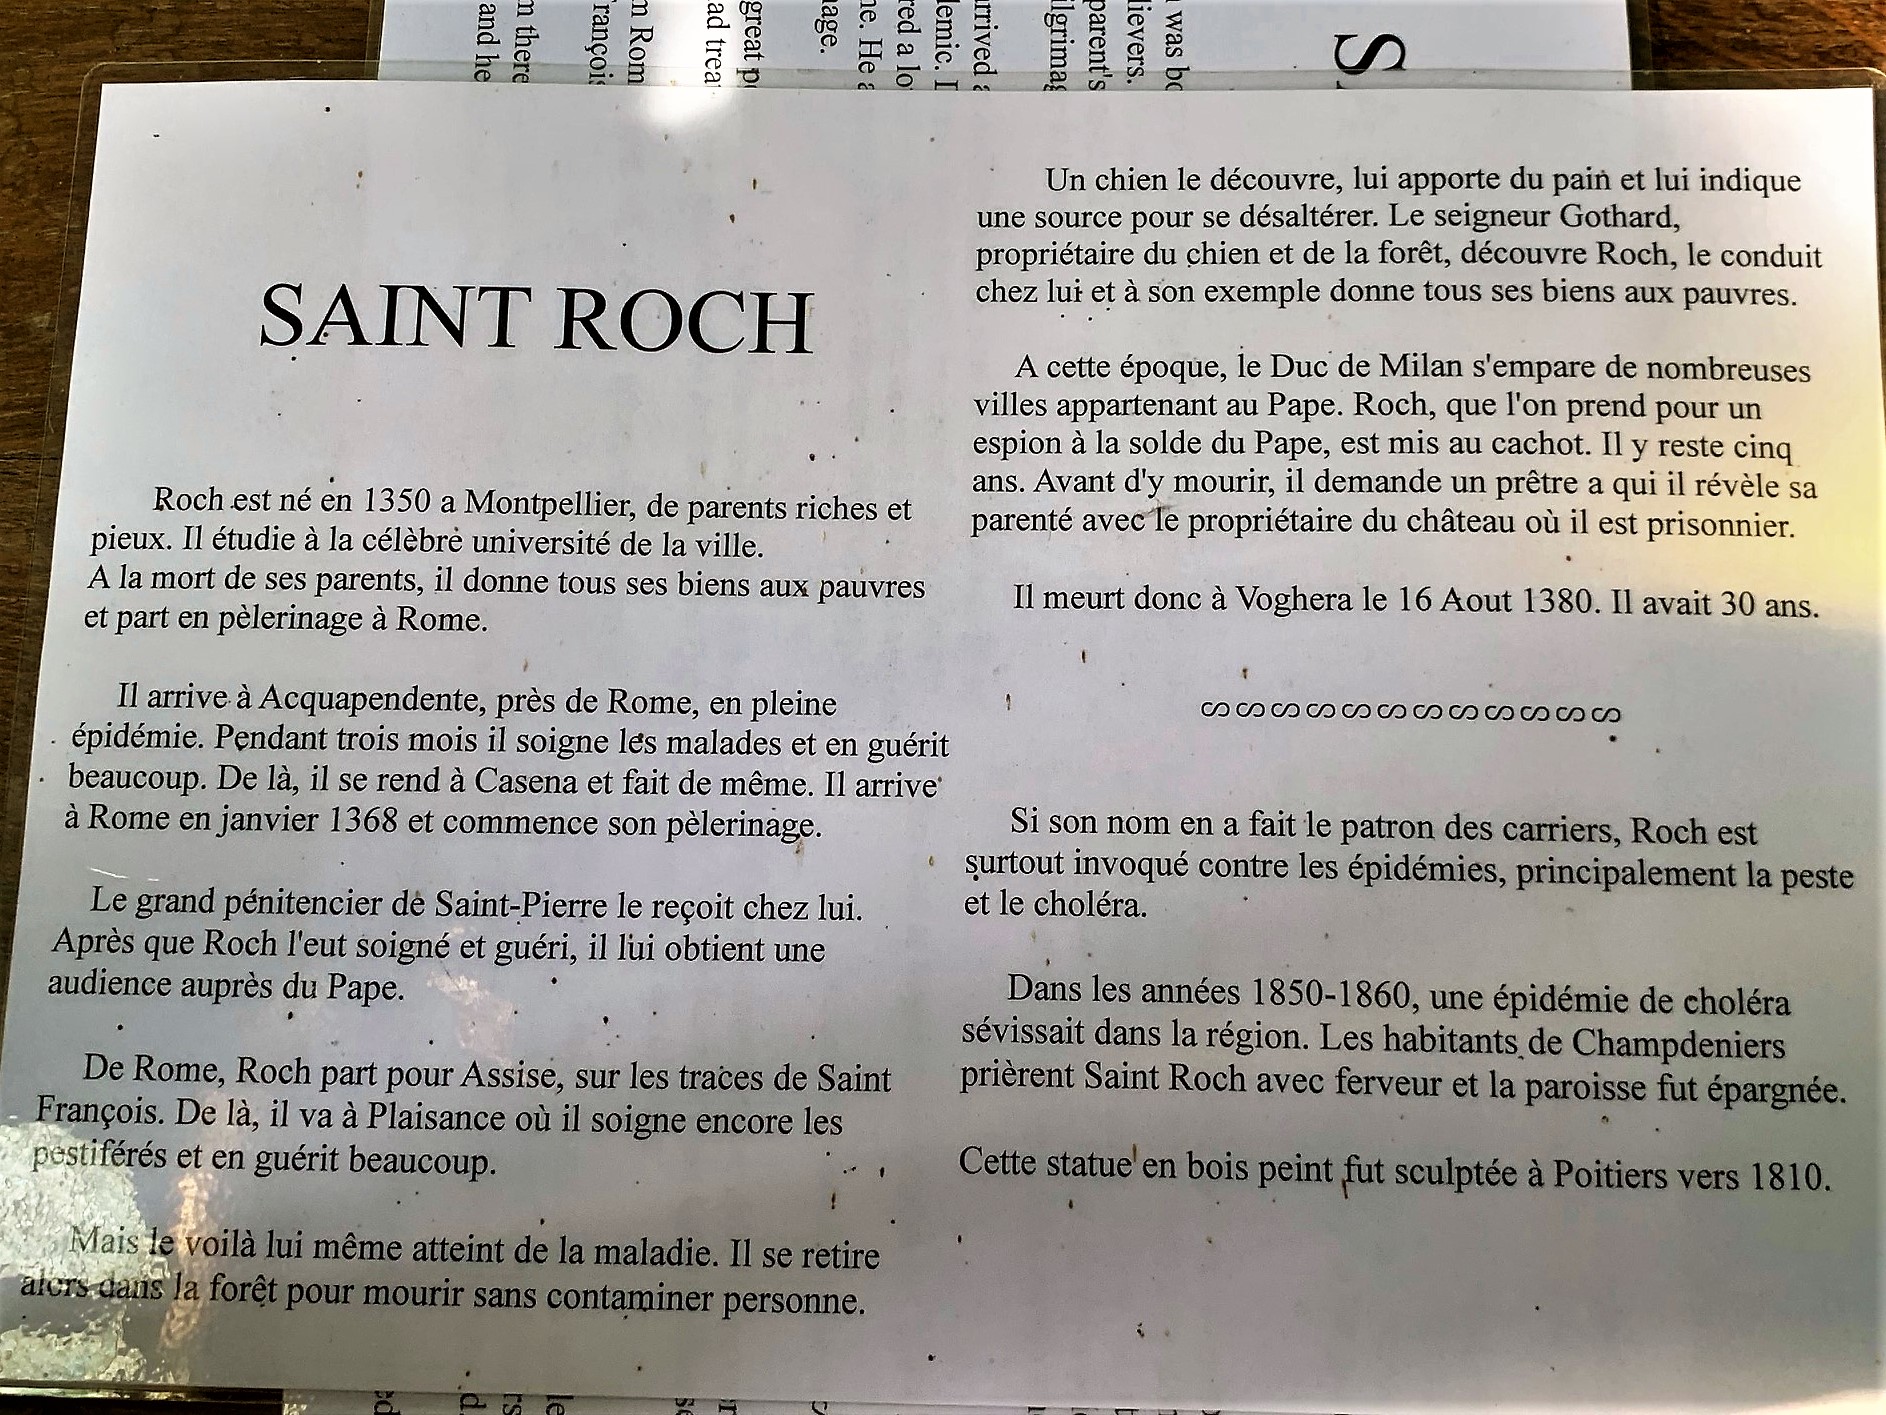 SAINT ROCH
Roch est né en 1350 a Montpellier, de parents riches et
pieux. Il étudie à la célèbre université de la ville.
A la mort de ses parents, il donne tous ses biens aux pauvres
et part en pèlerinage à Rome.
Il arrive à Acquapendente, près de Rome, en pleine
épidémie. Pendant trois mois il soigne les malades et en guérit
beaucoup. De là, il se rend à Casena et fait de même. Il arrive
à Rome en janvier 1368 et commence son pèlerinage.
Le grand pénitencier de Saint-Pierre le reçoit chez lui.
Après que Roch l'eut soigné et guéri, il lui obtient une
audience auprès du Pape.
De Rome, Roch part pour Assise, sur les traces de Saint
François. De là, il va à Plaisance où il soigne encore les
pestiférés et en guérit beaucoup.
Mais le voilà lui même atteint de la maladie. Il se retire
alors dans la forêt pour mourir sans contaminer personne.
Un chien le découvre, lui apporte du pain et lui indique
une source pour se désaltérer. Le seigneur Gothard,
propriétaire du chien et de la forêt, découvre Roch, le conduit
chez lui et à son exemple donne tous ses biens aux pauvres.
A cette époque, le Duc de Milan s'empare de nombreuses
villes appartenant au Pape. Roch, que l'on prend pour un
espion à la solde du Pape, est mis au cachot. Il y reste cinq
ans. Avant d'y mourir, il demande un prêtre a qui il révèle sa
parenté avec le propriétaire du château où il est prisonnier.
Il meurt donc à Voghera le 16 Aout 1380. Il avait 30 ans.
Si son nom en a fait le patron des carriers, Roch est
surtout invoqué contre les épidémies, principalement la peste
et le choléra.
Dans les années 1850-1860, une épidémie de choléra
sévissait dans la région. Les habitants de Champdeniers
prièrent Saint Roch avec ferveur et la paroisse fut épargnée.
Cette statue en bois peint fut sculptée à Poitiers vers 1810.
was
lievers.
parent's
He
there
and he
great